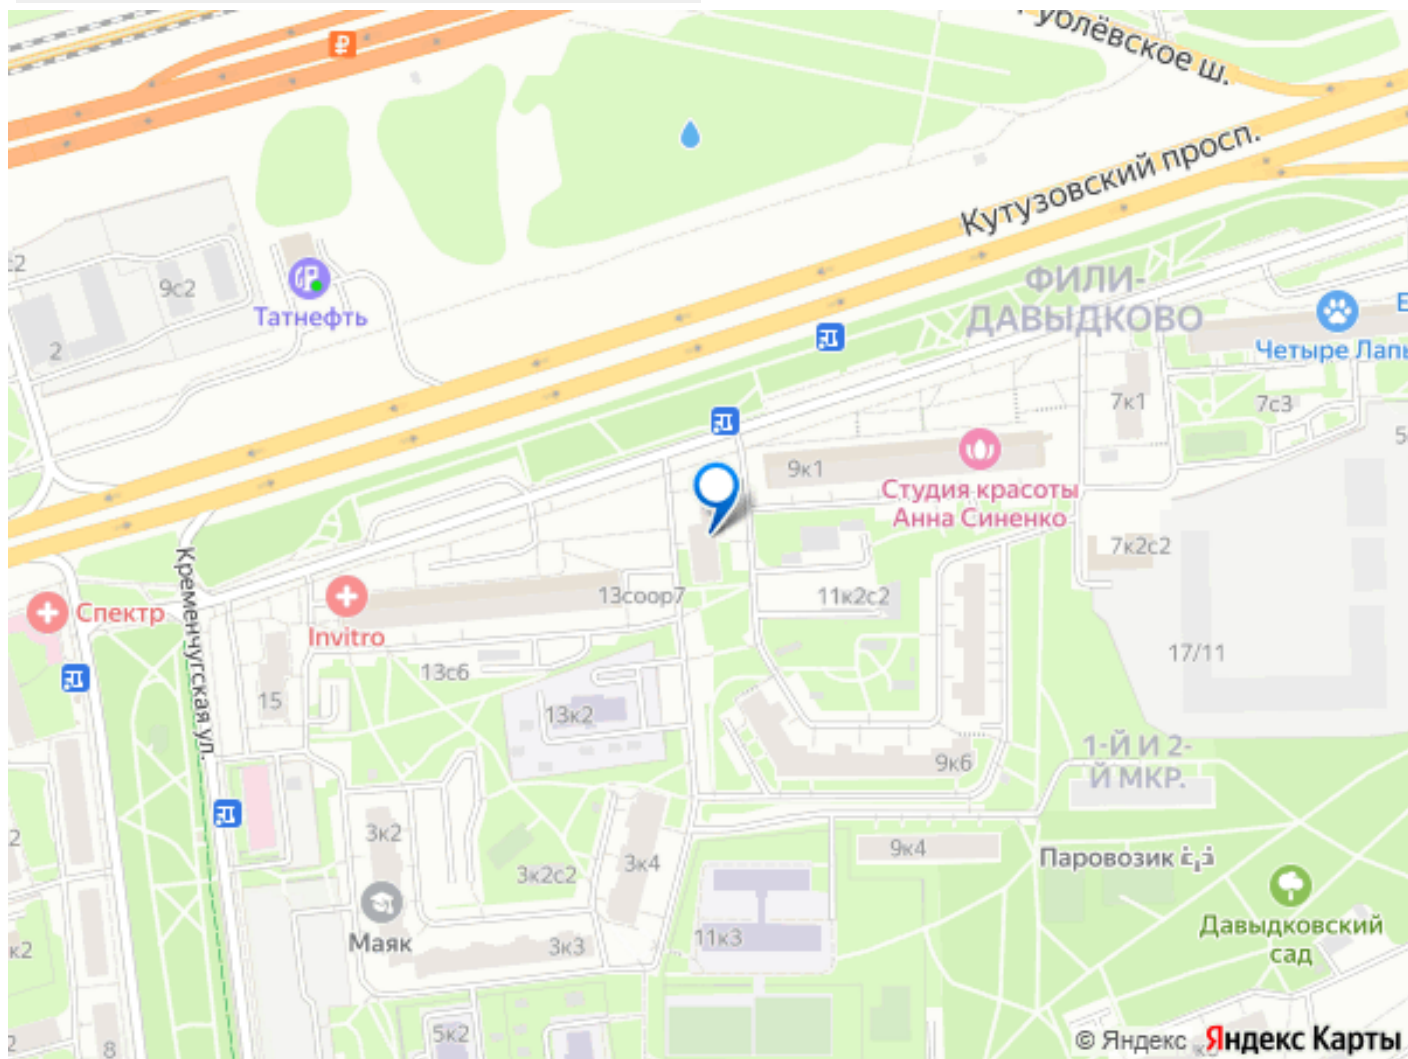 Рублёвское ш.
Кутузовский просп.
ФИЛИ-
ДАВЫДКОВО
9с2
2
Татнефть
Четыре Лапы
7к1
7с3
9к1
Студия красоты
Анна Синенко
7к2с2
Кременчугская ул.
Спектр
Invitro
13соор7
11к2с2
17/11
13с6
15
13к2
1-Й И 2-
Й МКР.
9к6
3к2
3к4
9к4
Паровозик
3к2с2
Маяк
3к3
11к3
Давыдковский
сад
5к2
8
© Яндекс Яндекс Карты